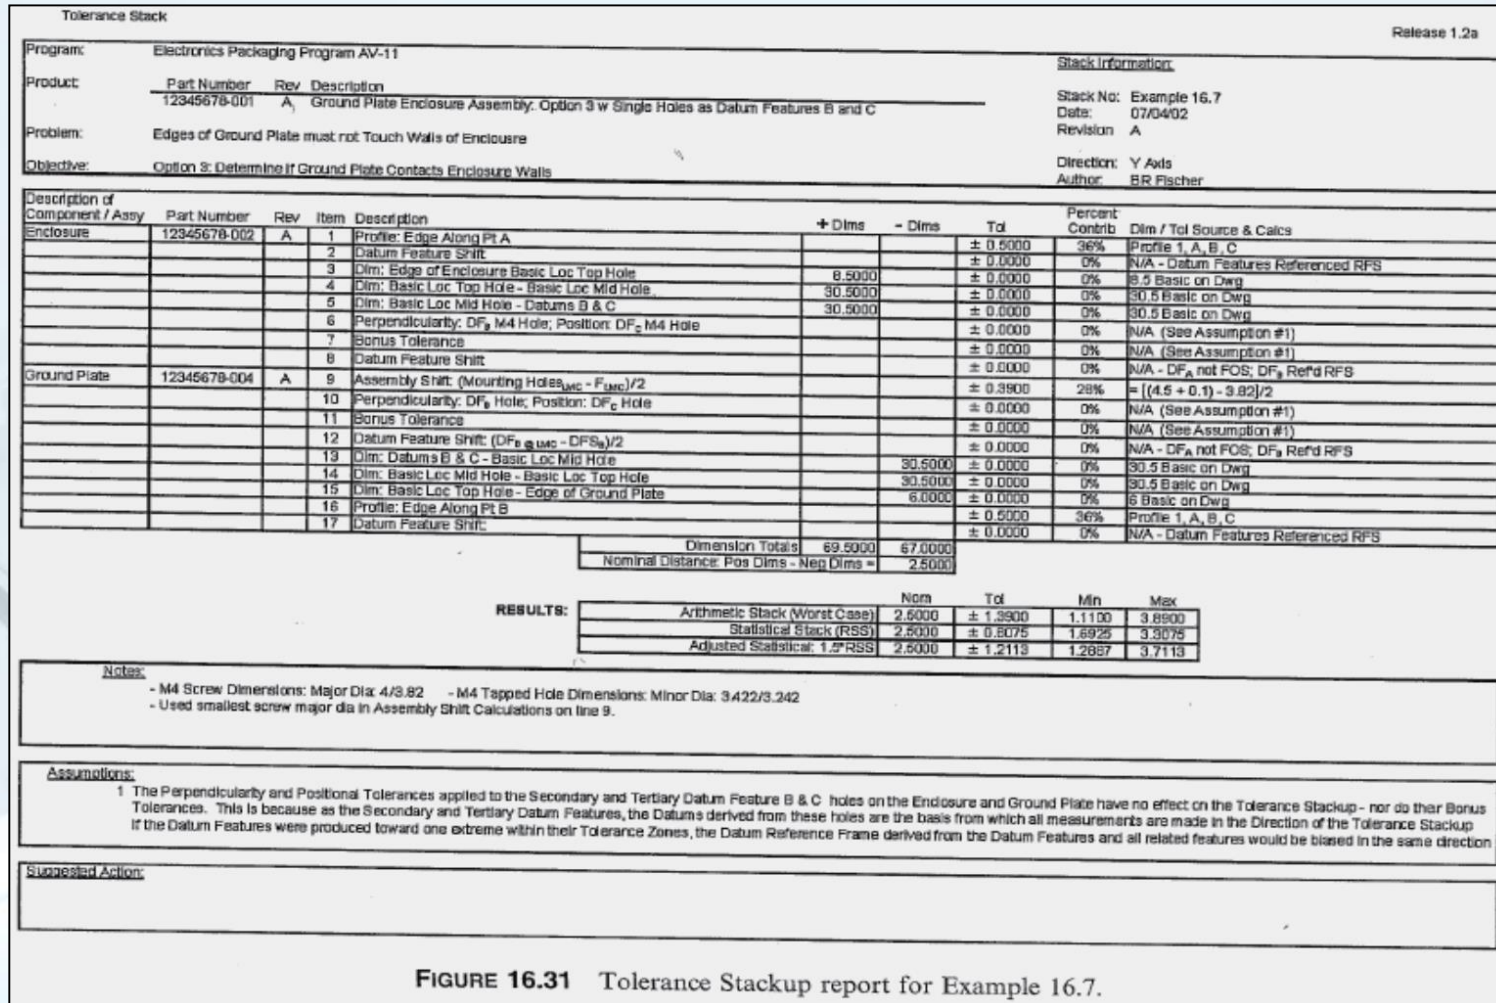 Tolerance Stack
Release 1.2a
Program: Electronics Packaging Program AV-11
Stack Information:
Product: Part Number Rev Description
12345678-001 A Ground Plate Enclosure Assembly: Option 3 w Single Holes as Datum Features B and C
Stack No: Example 16.7
Date: 07/04/02
Problem: Edges of Ground Plate must not Touch Walls of Enclousre
Revision A
Objective: Option 3: Determine if Ground Plate Contacts Enclosure Walls
Direction: Y Axis
Author: BR Fischer
Description of
Component / Assy Part Number Rev Item Description + Dims - Dims Tol Percent Contrib Dim / Tol Source & Calcs
Enclosure 12345678-002 A 1 Profile: Edge Along Pt A ± 0.5000 36% Profile 1, A, B, C
2 Datum Feature Shift ± 0.0000 0% N/A - Datum Features Referenced RFS
3 Dim: Edge of Enclosure Basic Loc Top Hole 8.5000 ± 0.0000 0% 8.5 Basic on Dwg
4 Dim: Basic Loc Top Hole - Basic Loc Mid Hole 30.5000 ± 0.0000 0% 30.5 Basic on Dwg
5 Dim: Basic Loc Mid Hole - Datums B & C 30.5000 ± 0.0000 0% 30.5 Basic on Dwg
6 Perpendicularity: DFB M4 Hole; Position: DFC M4 Hole ± 0.0000 0% N/A (See Assumption #1)
7 Bonus Tolerance ± 0.0000 0% N/A (See Assumption #1)
8 Datum Feature Shift ± 0.0000 0% N/A - DFA not FOS; DFB Ref'd RFS
Ground Plate 12345678-004 A 9 Assembly Shift: (Mounting HolesLMC - FLMC)/2 ± 0.3900 28% = [(4.5 + 0.1) - 3.82]/2
10 Perpendicularity: DFB Hole; Position: DFC Hole ± 0.0000 0% N/A (See Assumption #1)
11 Bonus Tolerance ± 0.0000 0% N/A (See Assumption #1)
12 Datum Feature Shift: (DFB @ LMC - DFSB)/2 ± 0.0000 0% N/A - DFA not FOS; DFB Ref'd RFS
13 Dim: Datums B & C - Basic Loc Mid Hole 30.5000 ± 0.0000 0% 30.5 Basic on Dwg
14 Dim: Basic Loc Mid Hole - Basic Loc Top Hole 30.5000 ± 0.0000 0% 30.5 Basic on Dwg
15 Dim: Basic Loc Top Hole - Edge of Ground Plate 6.0000 ± 0.0000 0% 6 Basic on Dwg
16 Profile: Edge Along Pt B ± 0.5000 36% Profile 1, A, B, C
17 Datum Feature Shift: ± 0.0000 0% N/A - Datum Features Referenced RFS
Dimension Totals 69.5000 67.0000
Nominal Distance: Pos Dims - Neg Dims = 2.5000
RESULTS: Nom Tol Min Max
Arithmetic Stack (Worst Case) 2.5000 ± 1.3900 1.1100 3.8900
Statistical Stack (RSS) 2.5000 ± 0.8075 1.6925 3.3075
Adjusted Statistical: 1.5*RSS 2.5000 ± 1.2113 1.2887 3.7113
Notes:
- M4 Screw Dimensions: Major Dia: 4/3.82 - M4 Tapped Hole Dimensions: Minor Dia: 3.422/3.242
- Used smallest screw major dia in Assembly Shift Calculations on line 9.
Assumptions:
1 The Perpendicularity and Positional Tolerances applied to the Secondary and Tertiary Datum Feature B & C holes on the Enclosure and Ground Plate have no effect on the Tolerance Stackup - nor do their Bonus
Tolerances. This is because as the Secondary and Tertiary Datum Features, the Datums derived from these holes are the basis from which all measurements are made in the Direction of the Tolerance Stackup
If the Datum Features were produced toward one extreme within their Tolerance Zones, the Datum Reference Frame derived from the Datum Features and all related features would be biased in the same direction
Suggested Action:
FIGURE 16.31 Tolerance Stackup report for Example 16.7.